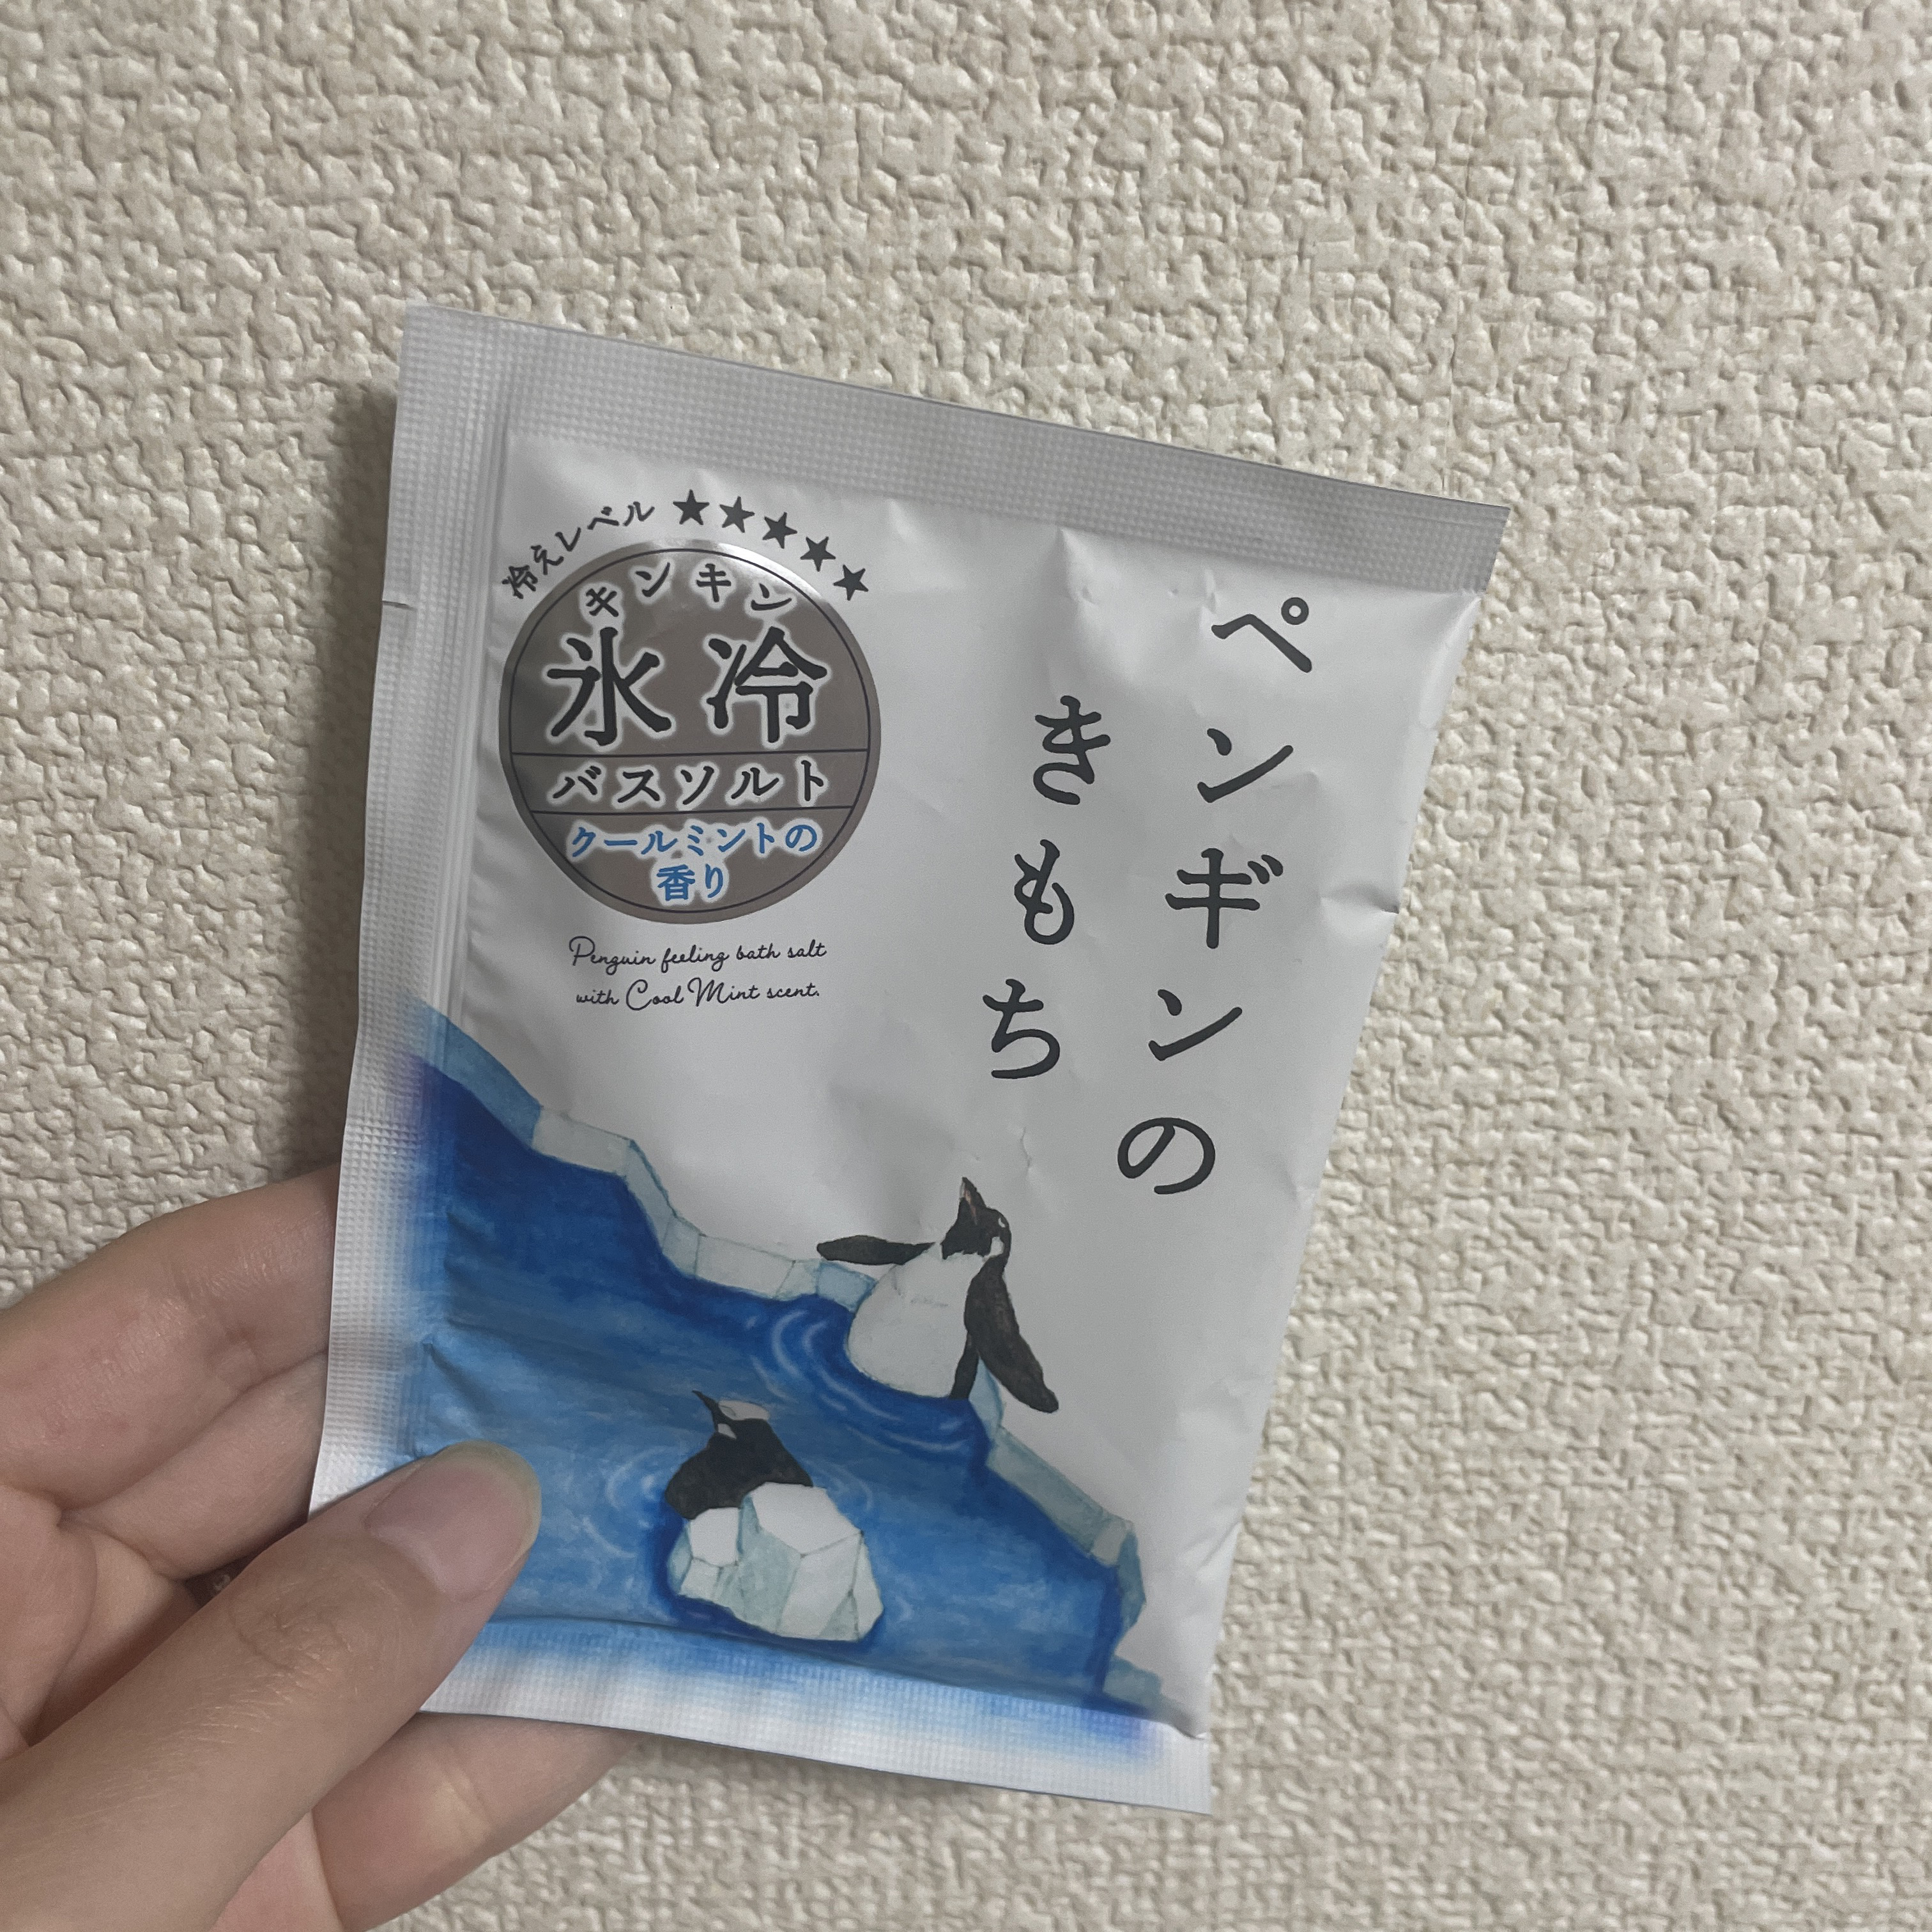 ペンギンの
きもち
冷えレベル ★★★★★
キンキン
氷冷
バスソルト
クールミントの
香り
Penguin feeling bath salt
with Cool Mint scent.